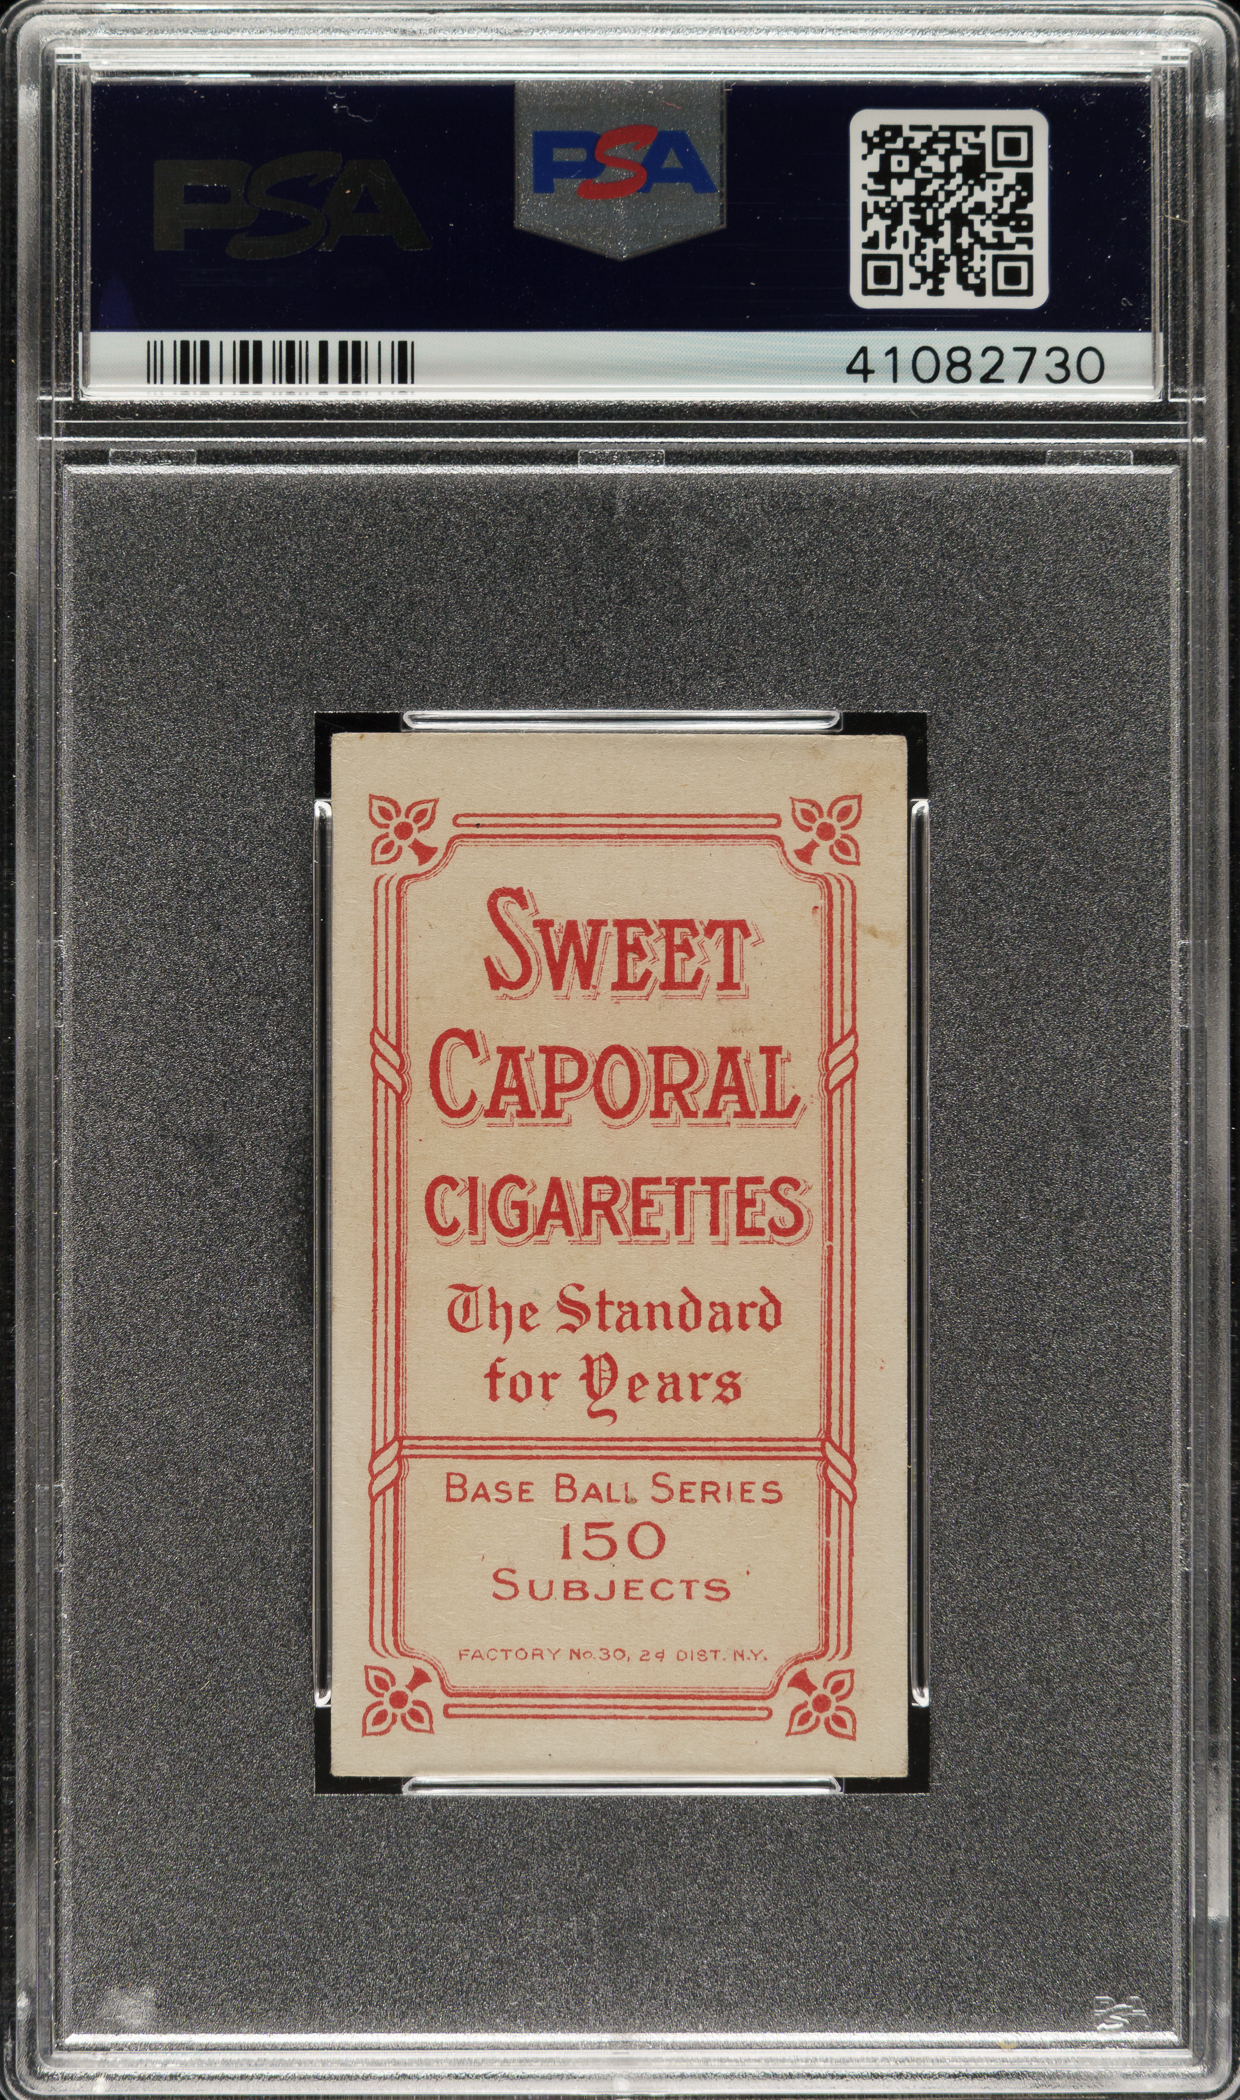 PSA
PSA
41082730
SWEET
CAPORAL
CIGARETTES
The Standard
for Years
BASE BALL SERIES
150
SUBJECTS
FACTORY No. 30, 2d DIST. N.Y.
PSA